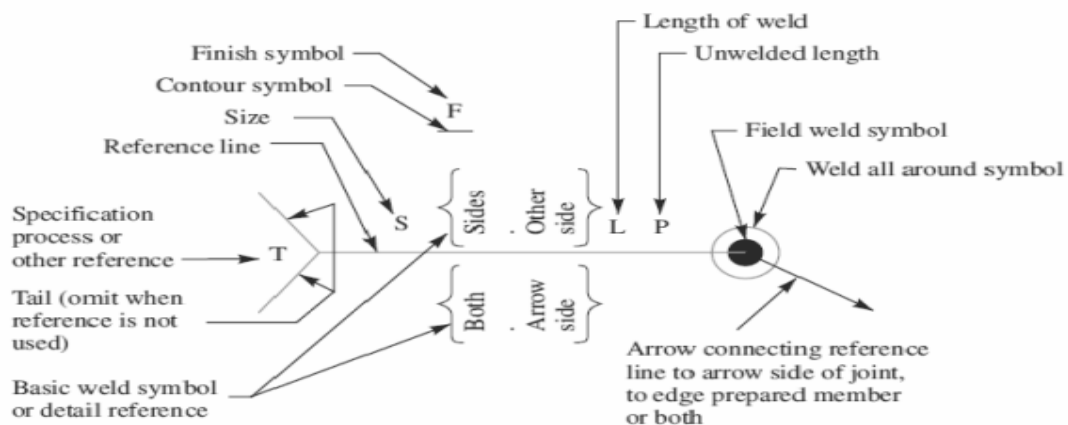 Length of weld
Finish symbol
Unwelded length
Contour symbol
F
Size
Field weld symbol
Reference line
Weld all around symbol
Specification
process or
other reference
T
S
Sides
Other
side
L
P
Both
Arrow
side
Tail (omit when
reference is not
used)
Basic weld symbol
or detail reference
Arrow connecting reference
line to arrow side of joint,
to edge prepared member
or both